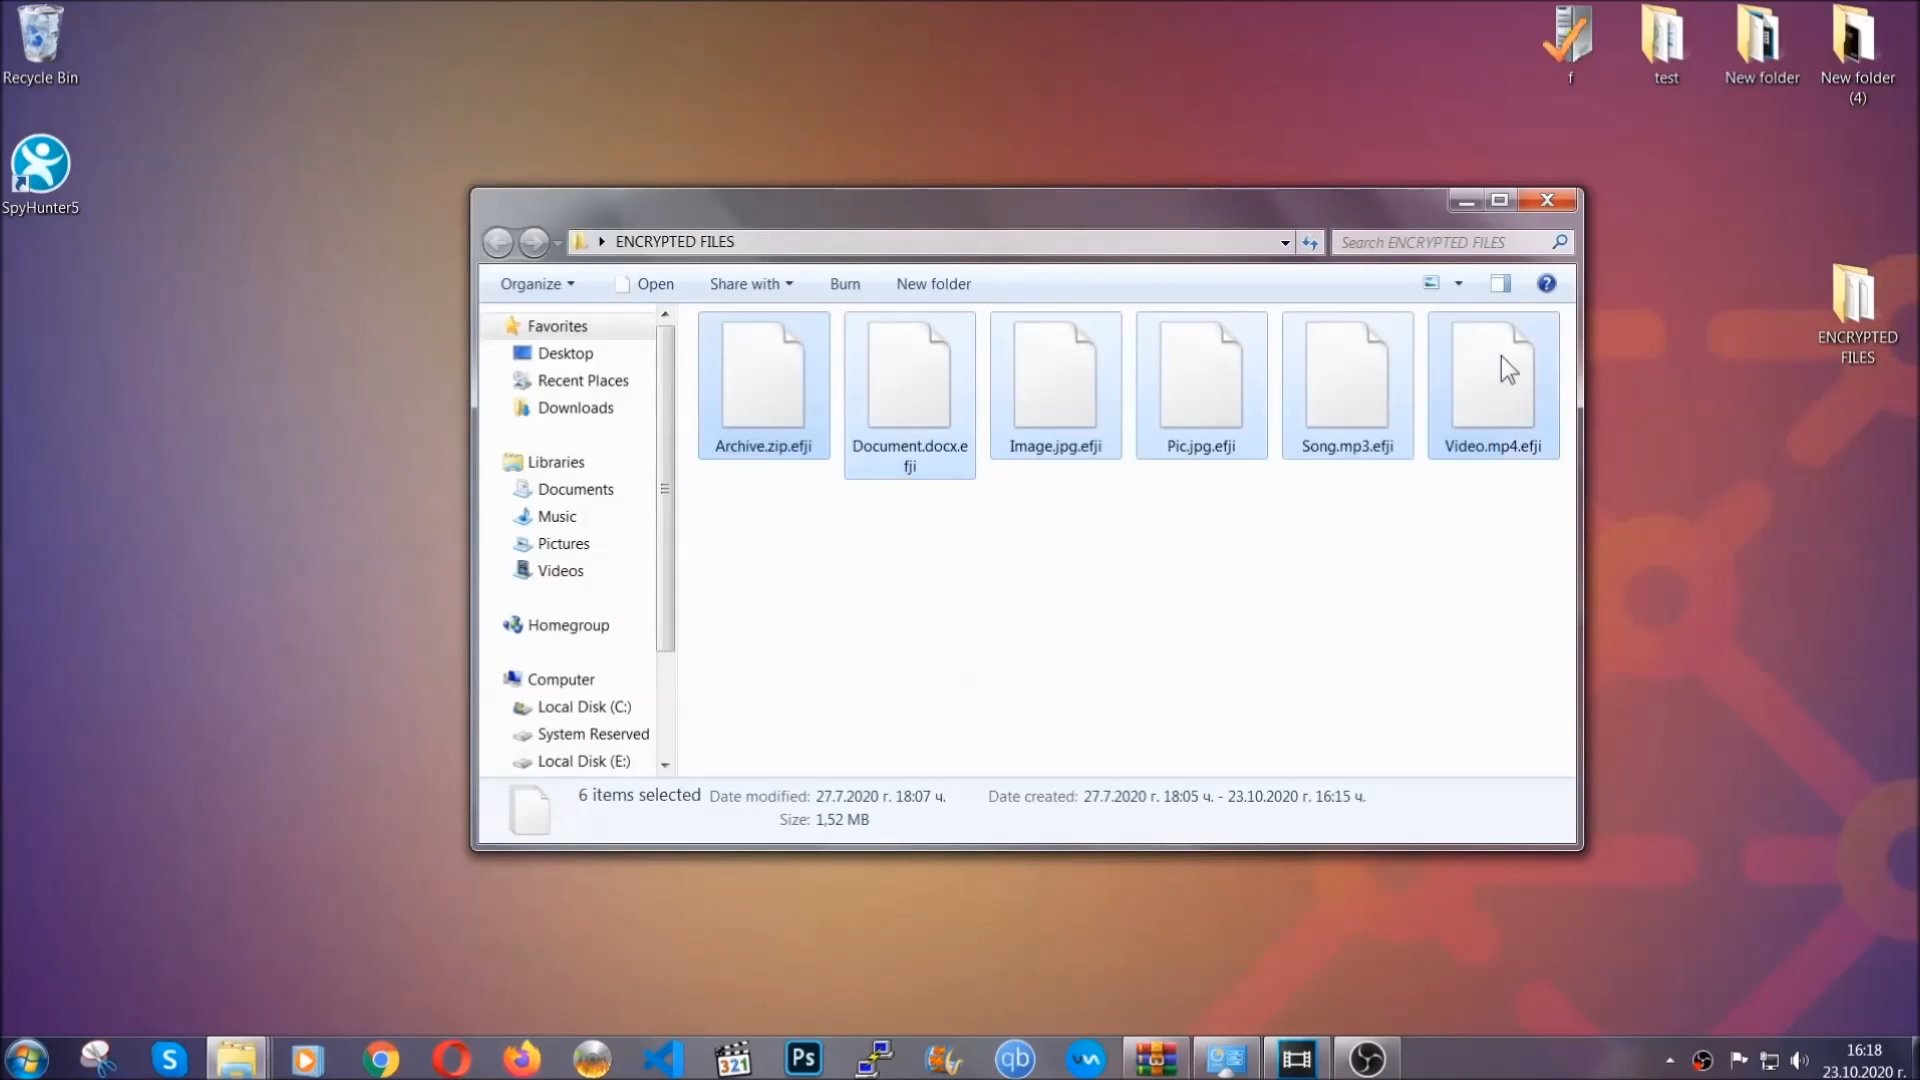 Recycle Bin
SpyHunter5
f
test
New folder
New folder
(4)
ENCRYPTED
FILES
ENCRYPTED FILES
Search ENCRYPTED FILES
Organize
Open
Share with
Burn
New folder
Favorites
Desktop
Recent Places
Downloads
Libraries
Documents
Music
Pictures
Videos
Homegroup
Computer
Local Disk (C:)
System Reserved
Local Disk (E:)
Archive.zip.efji
Document.docx.e
fji
Image.jpg.efji
Pic.jpg.efji
Song.mp3.efji
Video.mp4.efji
6 items selected
Date modified: 27.7.2020 г. 18:07 ч.
Date created: 27.7.2020 г. 18:05 ч. - 23.10.2020 г. 16:15 ч.
Size: 1,52 MB
S
321
Ps
qb
16:18
23.10.2020 г.